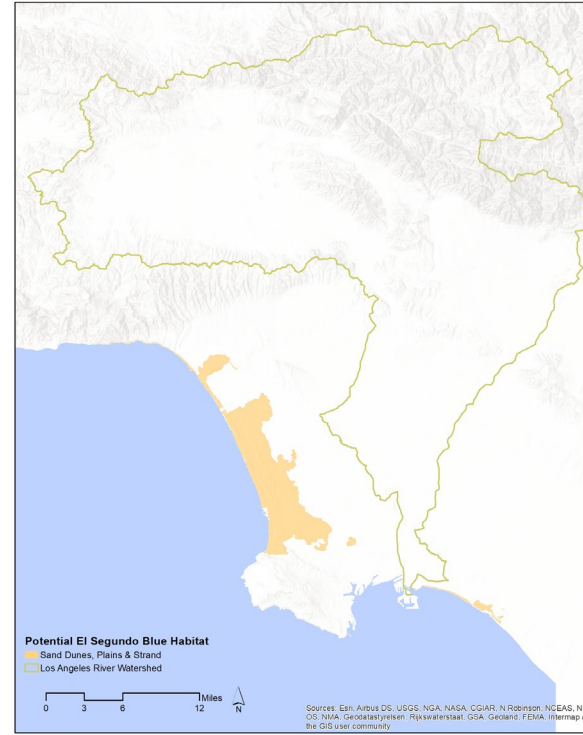 Potential El Segundo Blue Habitat
Sand Dunes, Plains & Strand
Los Angeles River Watershed
Miles
0 3 6 12
N
Sources: Esri, Airbus DS, USGS, NGA, NASA, CGIAR, N Robinson, NCEAS, N
OS, NMA, Geodatastyrelsen, Rijkswaterstaat, GSA, Geoland, FEMA, Intermap
the GIS user community